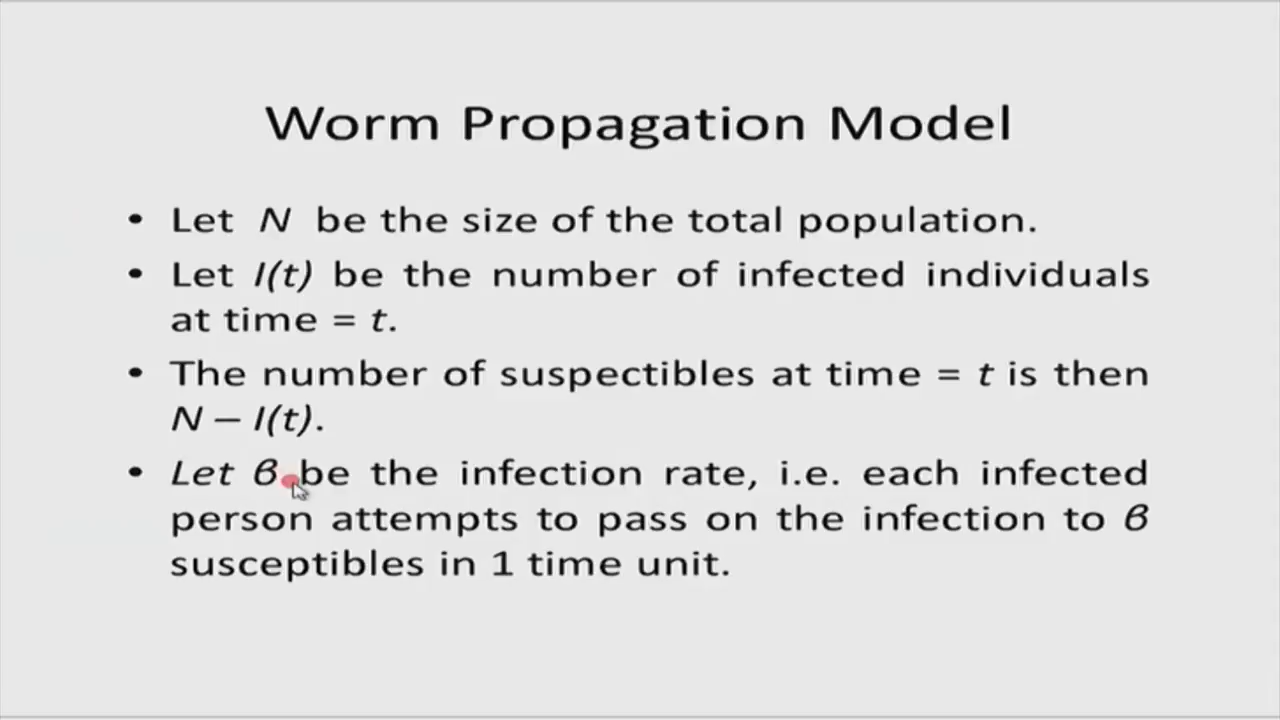 Worm Propagation Model
• Let N be the size of the total population.
• Let I(t) be the number of infected individuals
at time = t.
• The number of suspectibles at time = t is then
N – I(t).
• Let β be the infection rate, i.e. each infected
person attempts to pass on the infection to β
susceptibles in 1 time unit.